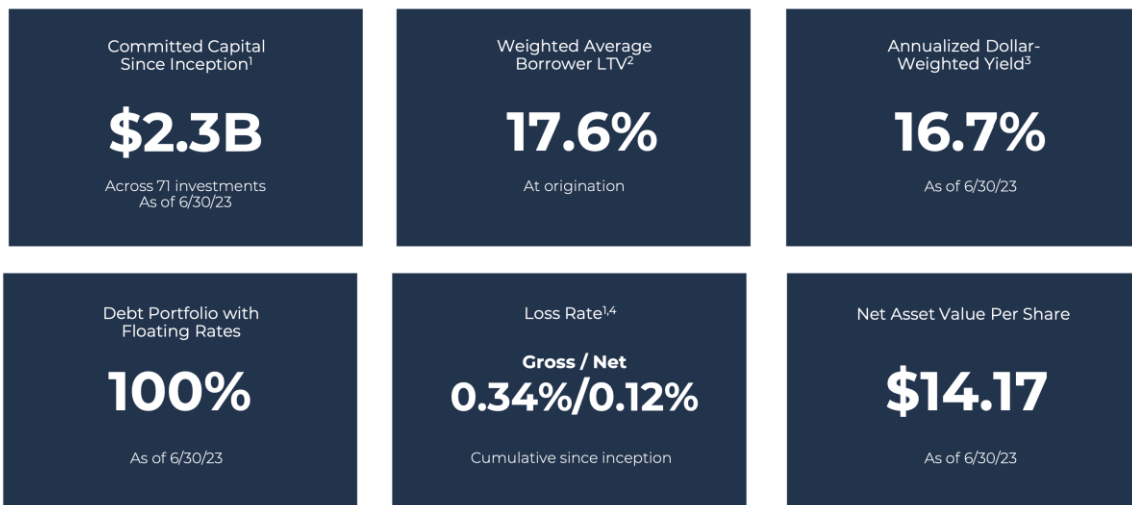 Committed Capital
Since Inception¹
$2.3B
Across 71 investments
As of 6/30/23
Weighted Average
Borrower LTV²
17.6%
At origination
Annualized Dollar-
Weighted Yield³
16.7%
As of 6/30/23
Debt Portfolio with
Floating Rates
100%
As of 6/30/23
Loss Rate¹,⁴
Gross / Net
0.34%/0.12%
Cumulative since inception
Net Asset Value Per Share
$14.17
As of 6/30/23